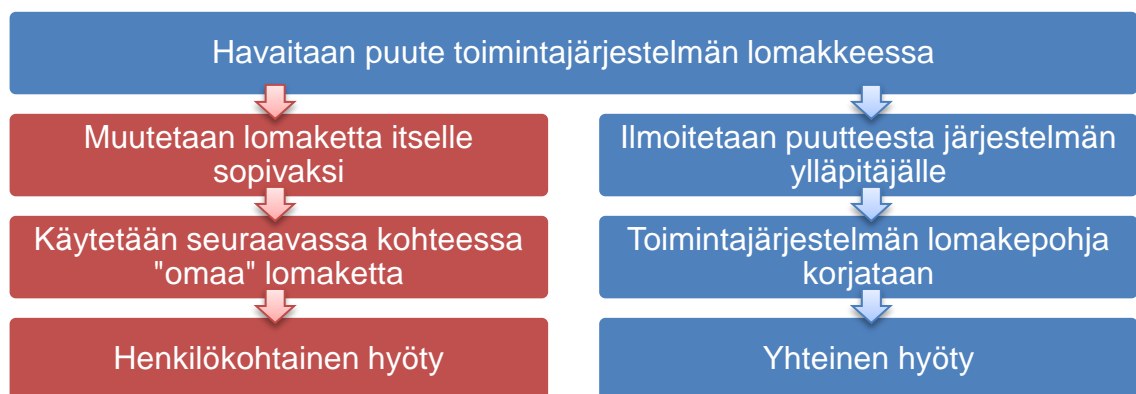 Havaitaan puute toimintajärjestelmän lomakkeessa
Muutetaan lomaketta itselle
sopivaksi
Ilmoitetaan puutteesta järjestelmän
ylläpitäjälle
Käytetään seuraavassa kohteessa
"omaa" lomaketta
Toimintajärjestelmän lomakepohja
korjataan
Henkilökohtainen hyöty
Yhteinen hyöty